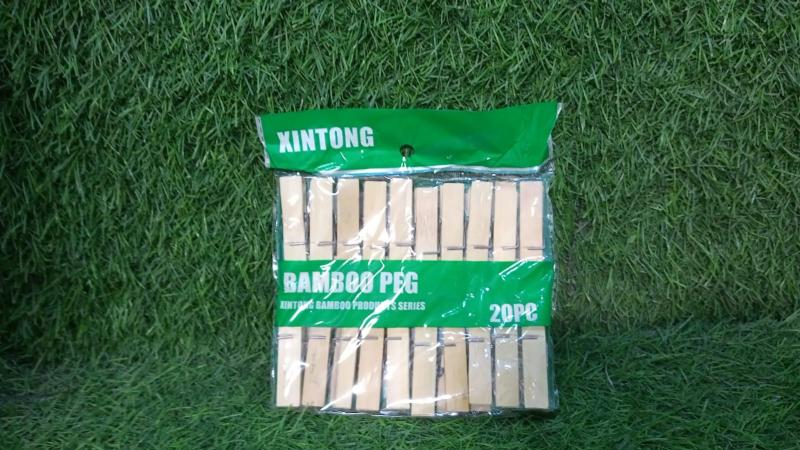 XINTONG
BAMBOO PEG
XINTONG BAMBOO PRODUCTS SERIES
20PC